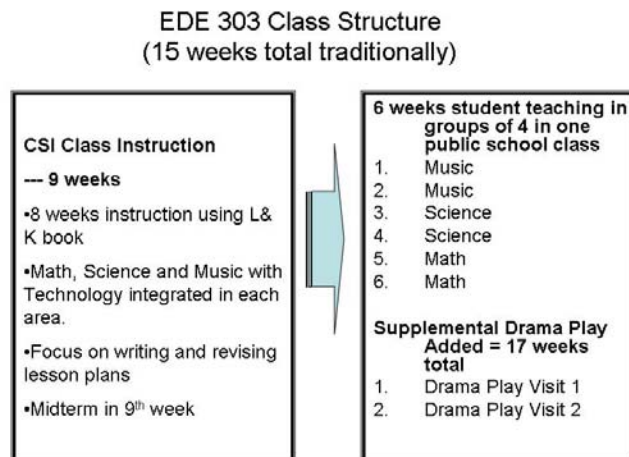 EDE 303 Class Structure
(15 weeks total traditionally)
CSI Class Instruction
--- 9 weeks
•8 weeks instruction using L&
K book
•Math, Science and Music with
Technology integrated in each
area.
•Focus on writing and revising
lesson plans
•Midterm in 9th week
6 weeks student teaching in
groups of 4 in one
public school class
1. Music
2. Music
3. Science
4. Science
5. Math
6. Math
Supplemental Drama Play
Added = 17 weeks
total
1. Drama Play Visit 1
2. Drama Play Visit 2